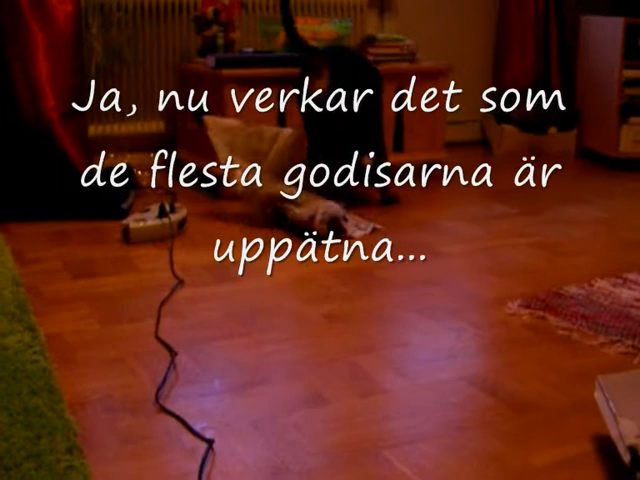 Ja, nu verkar det som
de flesta godisarna är
uppätna...